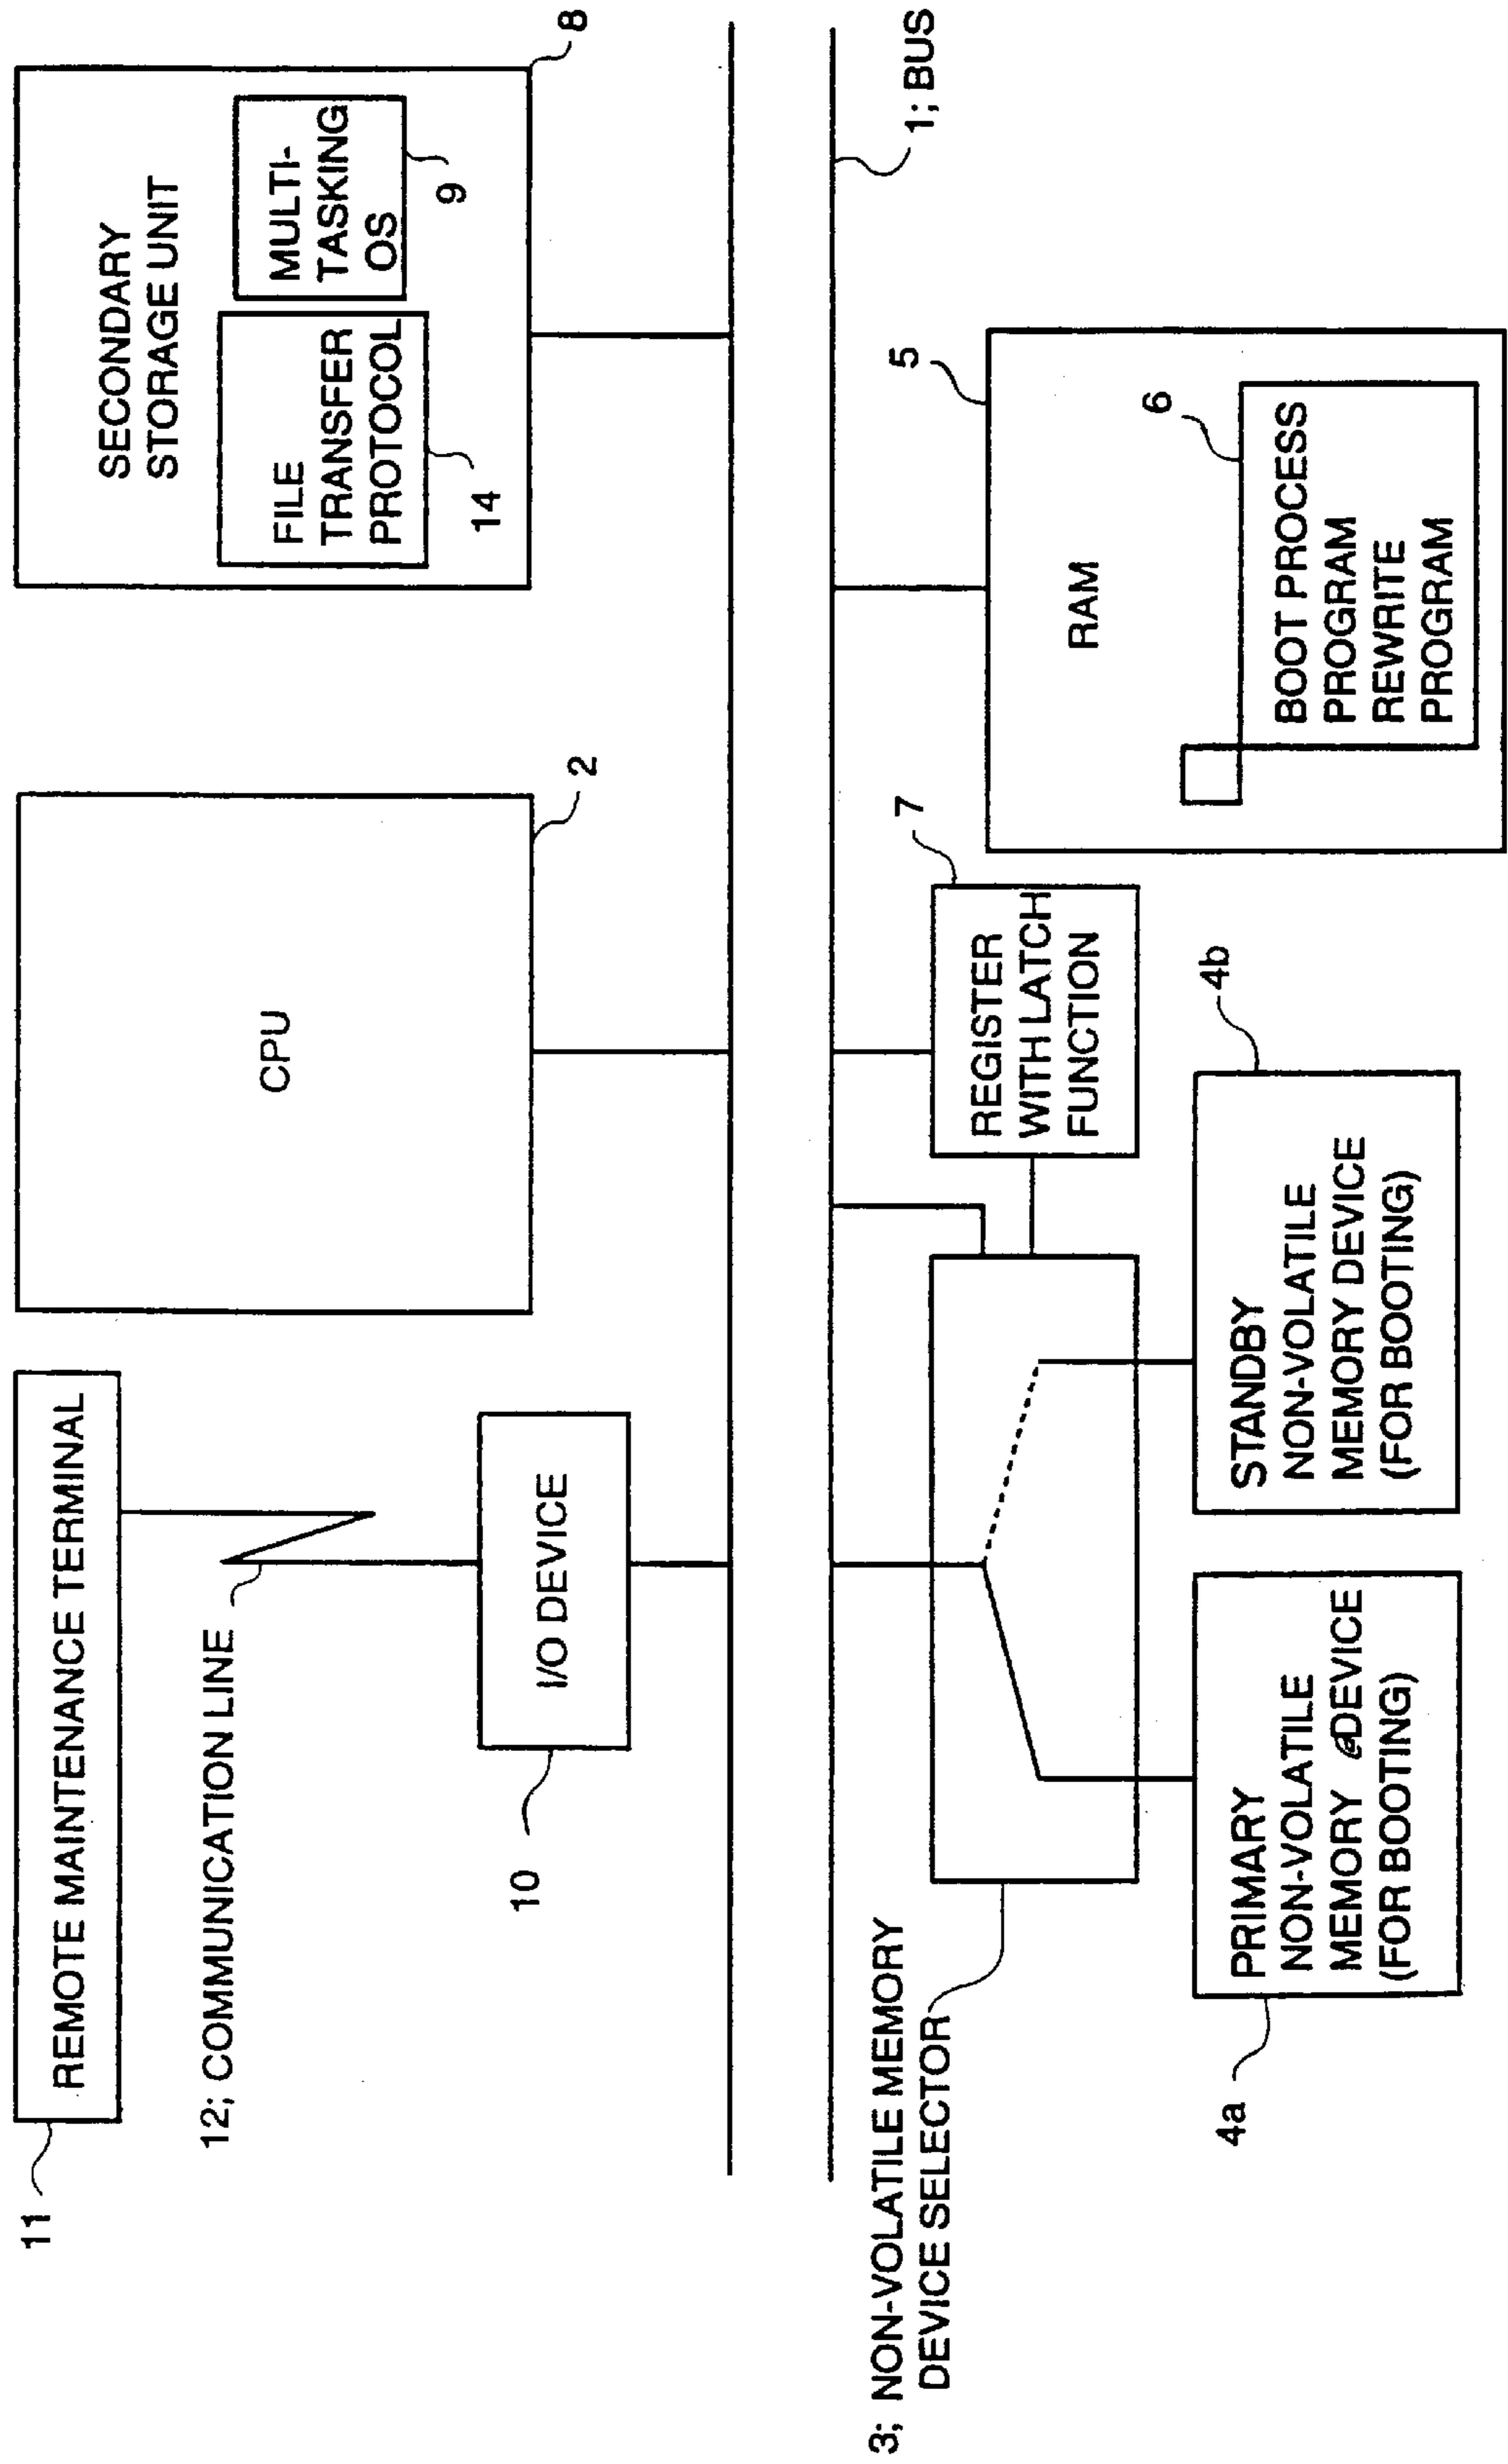 11
REMOTE MAINTENANCE TERMINAL
12; COMMUNICATION LINE
I/O DEVICE
10
CPU
2
SECONDARY
STORAGE UNIT
FILE
TRANSFER
PROTOCOL
14
MULTI-
TASKING
OS
9
8
1; BUS
3; NON-VOLATILE MEMORY
DEVICE SELECTOR
PRIMARY
NON-VOLATILE
MEMORY @DEVICE
(FOR BOOTING)
4a
STANDBY
NON-VOLATILE
MEMORY DEVICE
(FOR BOOTING)
4b
REGISTER
WITH LATCH
FUNCTION
7
RAM
5
BOOT PROCESS
PROGRAM
REWRITE
PROGRAM
6